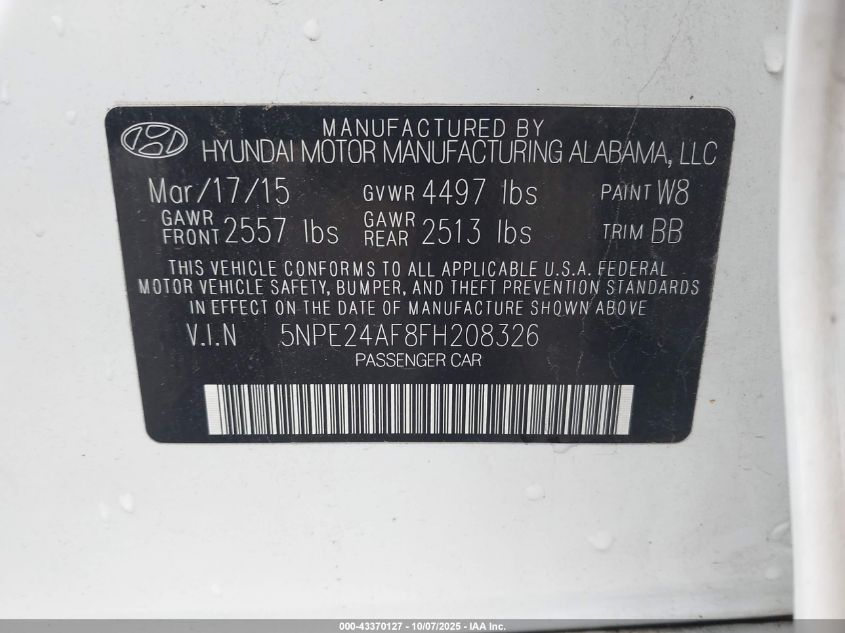 MANUFACTURED BY
HYUNDAI MOTOR MANUFACTURING ALABAMA, LLC
Mar/17/15 GVWR 4497 lbs PAINT W8
GAWR FRONT 2557 lbs GAWR REAR 2513 lbs TRIM BB
THIS VEHICLE CONFORMS TO ALL APPLICABLE U.S.A. FEDERAL
MOTOR VEHICLE SAFETY, BUMPER, AND THEFT PREVENTION STANDARDS
IN EFFECT ON THE DATE OF MANUFACTURE SHOWN ABOVE
V.I.N 5NPE24AF8FH208326
PASSENGER CAR
000-43370127 - 10/07/2025 - IAA Inc.